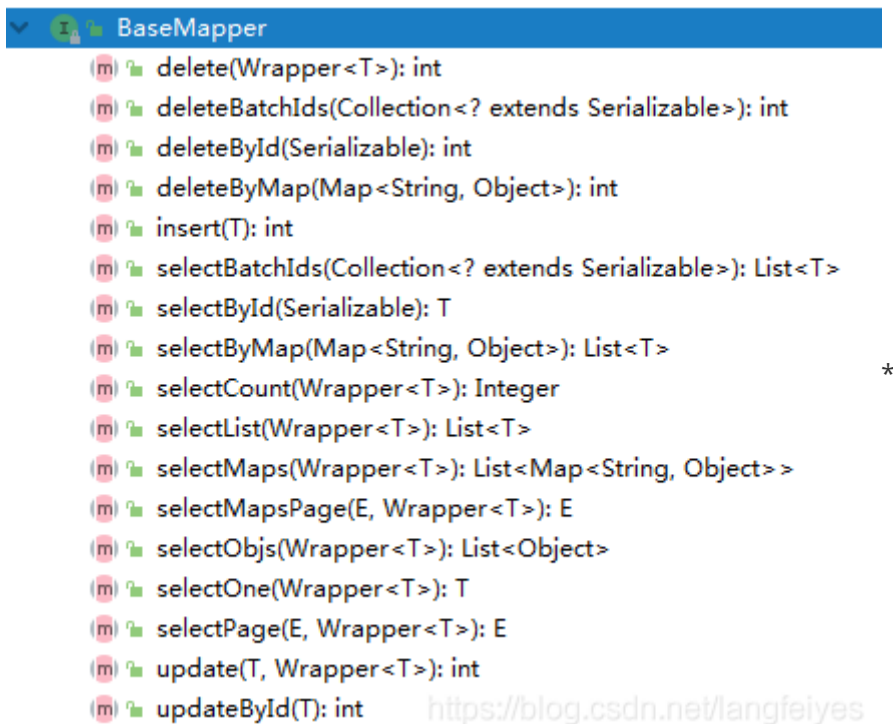 BaseMapper
delete(Wrapper<T>): int
deleteBatchIds(Collection<? extends Serializable>): int
deleteById(Serializable): int
deleteByMap(Map<String, Object>): int
insert(T): int
selectBatchIds(Collection<? extends Serializable>): List<T>
selectById(Serializable): T
selectByMap(Map<String, Object>): List<T>
*
selectCount(Wrapper<T>): Integer
selectList(Wrapper<T>): List<T>
selectMaps(Wrapper<T>): List<Map<String, Object>>
selectMapsPage(E, Wrapper<T>): E
selectObjs(Wrapper<T>): List<Object>
selectOne(Wrapper<T>): T
selectPage(E, Wrapper<T>): E
update(T, Wrapper<T>): int
updateById(T): int
https://blog.csdn.net/langfeiyes